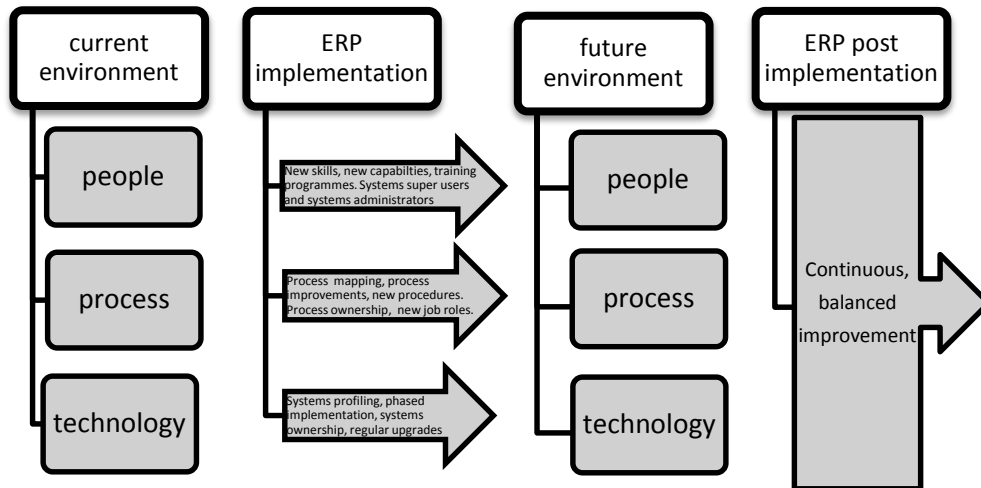 current
environment
people
process
technology
ERP
implementation
New skills, new capabilties, training
programmes. Systems super users
and systems administrators
Process mapping, process
improvements, new procedures.
Process ownership, new job roles.
Systems profiling, phased
implementation, systems
ownership, regular upgrades
future
environment
people
process
technology
ERP post
implementation
Continuous,
balanced
improvement